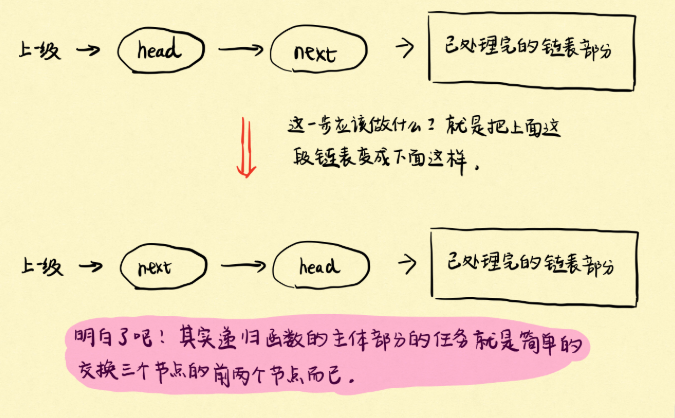 上级 → head → next → 已处理完的链表部分
这一步应该做什么？就是把上面这
段链表变成下面这样。
上级 → next → head → 已处理完的链表部分
明白了吧！其实递归函数的主体部分的任务就是简单的
交换三个节点的前两个节点而已。